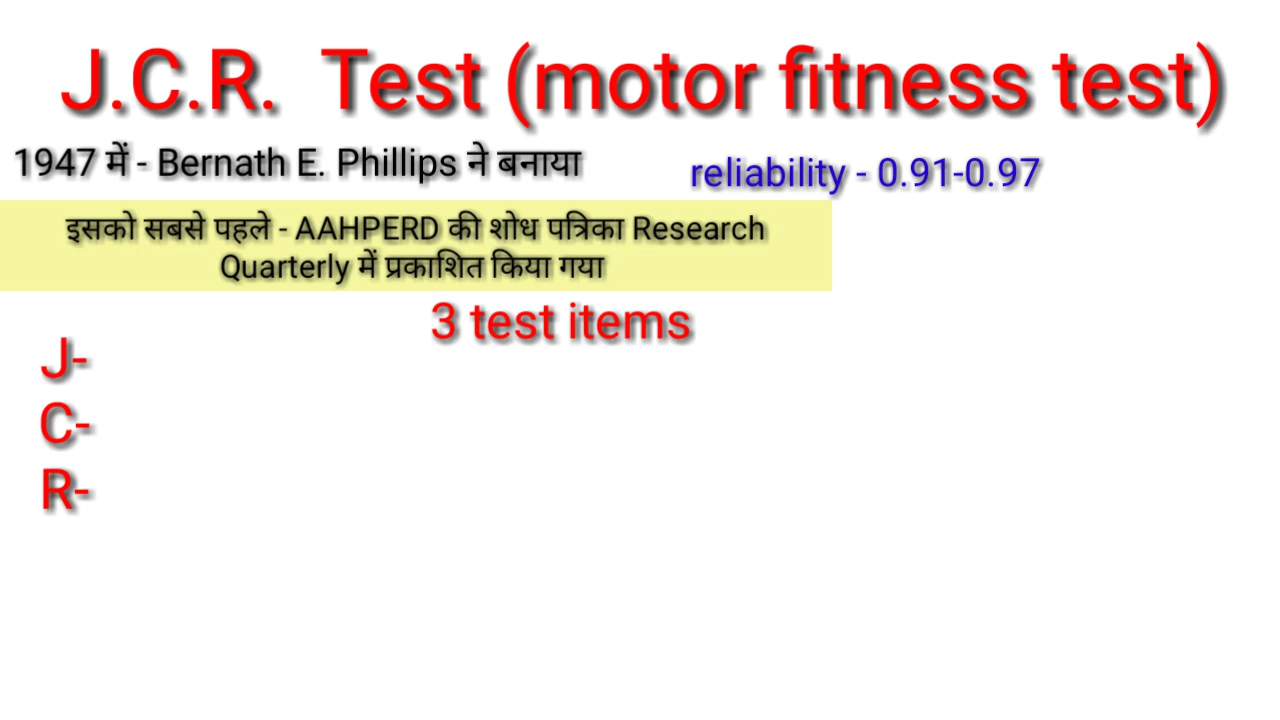 J.C.R. Test (motor fitness test)
1947 में - Bernath E. Phillips ने बनाया
reliability - 0.91-0.97
इसको सबसे पहले - AAHPERD की शोध पत्रिका Research
Quarterly में प्रकाशित किया गया
3 test items
J-
C-
R-